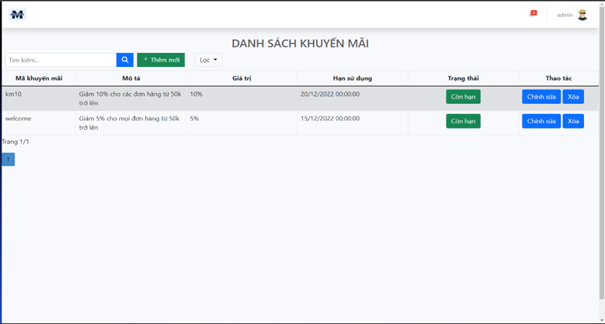 M
admin
DANH SÁCH KHUYẾN MÃI
Tìm kiếm...
+ Thêm mới
Lọc
Mã khuyến mãi Mô tả Giá trị Hạn sử dụng Trạng thái Thao tác
km10 Giảm 10% cho các đơn hàng từ 50k 10% 20/12/2022 00:00:00 Còn hạn Chỉnh sửa Xóa
trở lên
welcome Giảm 5% cho mọi đơn hàng từ 50k 5% 15/12/2022 00:00:00 Còn hạn Chỉnh sửa Xóa
trở lên
Trang 1/1
1